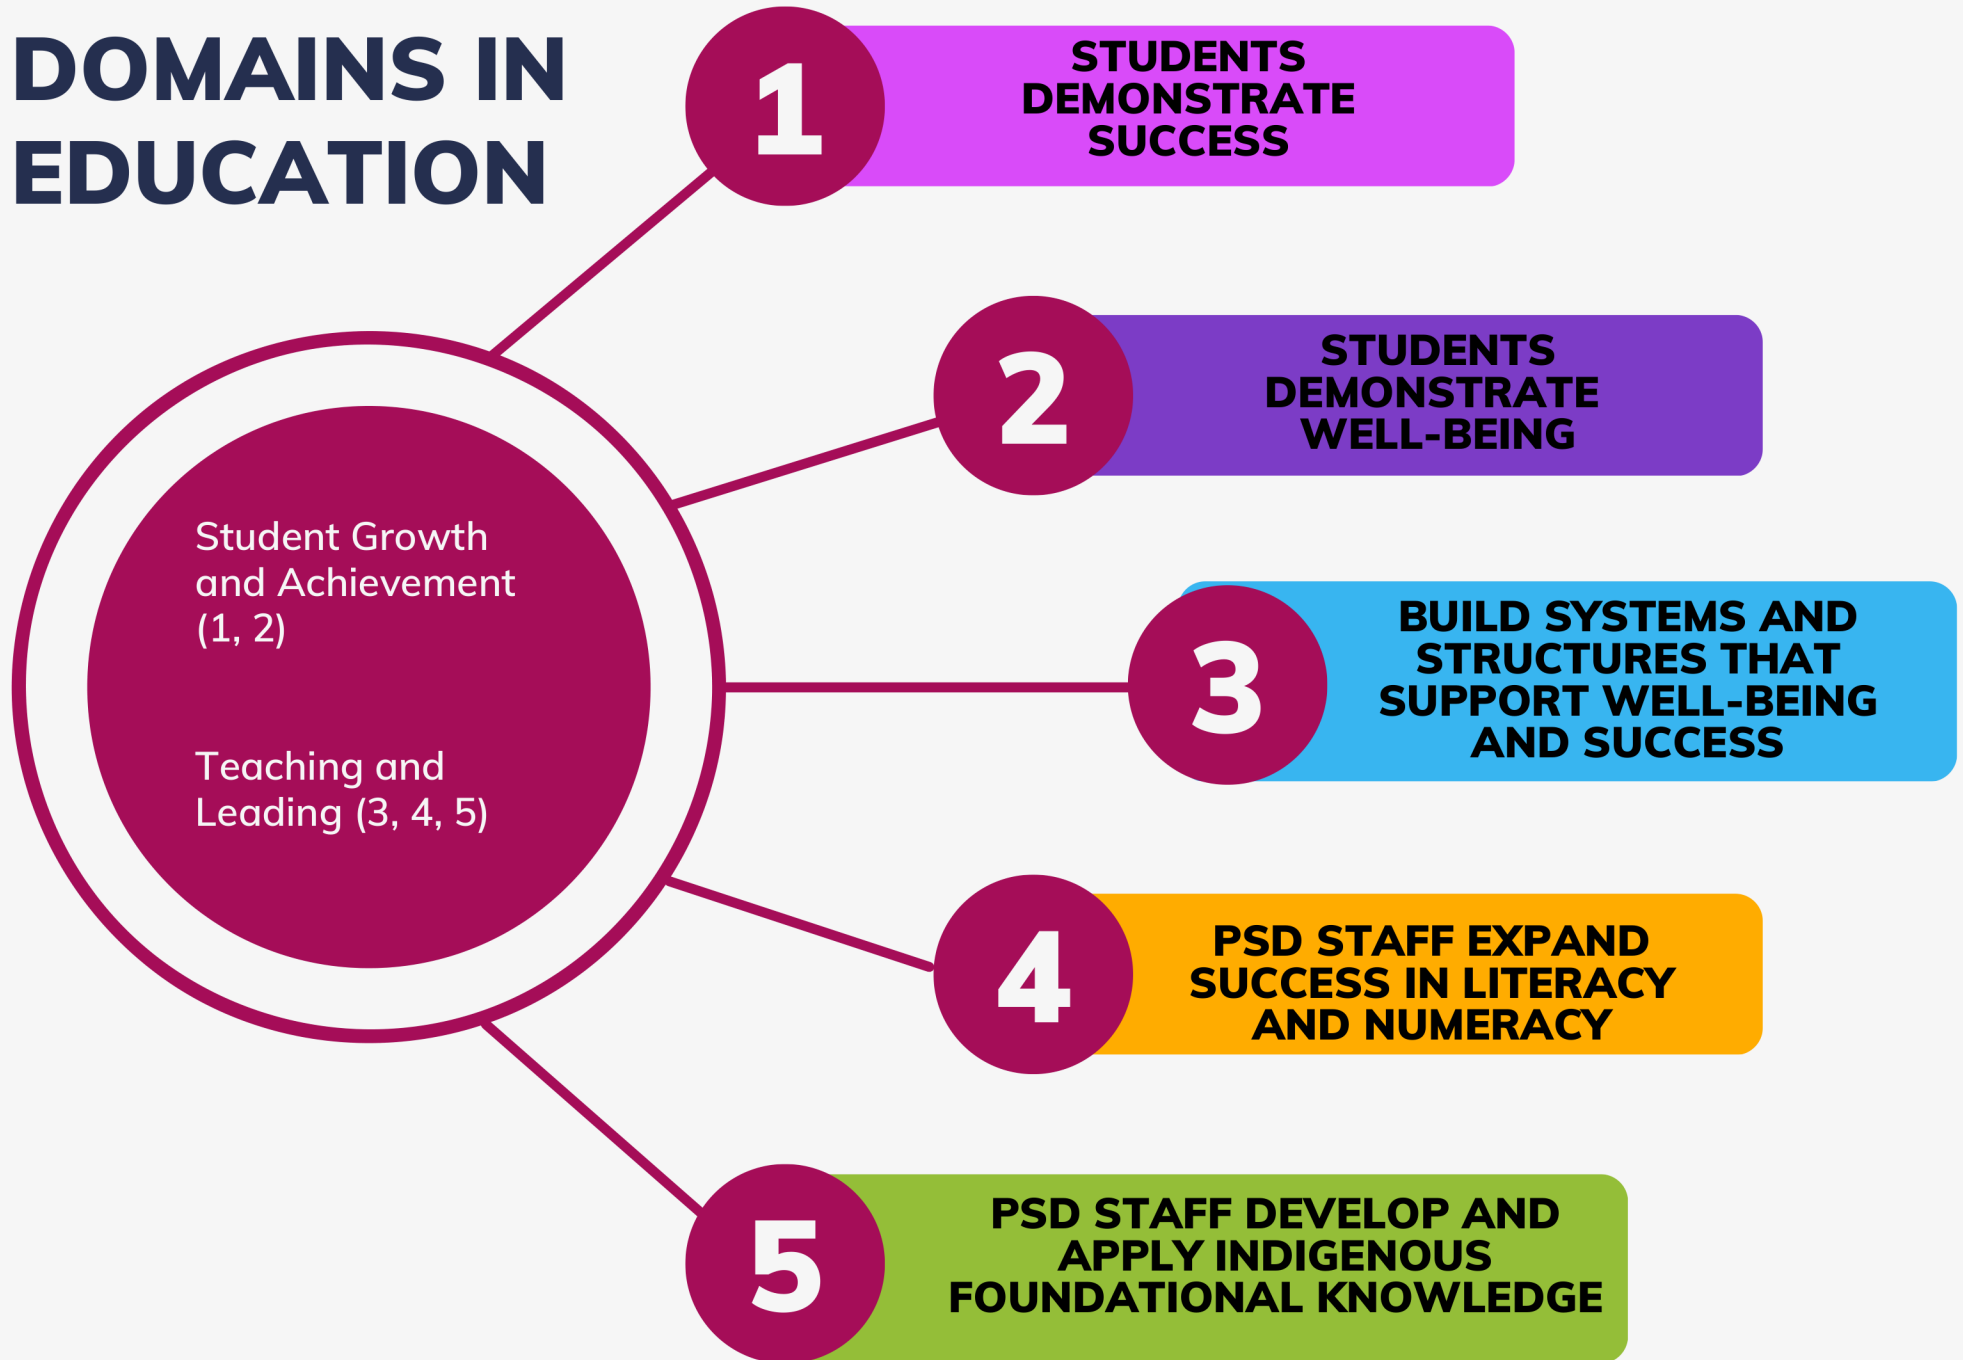 DOMAINS IN
EDUCATION
1
STUDENTS
DEMONSTRATE
SUCCESS
2
STUDENTS
DEMONSTRATE
WELL-BEING
Student Growth
and Achievement
(1, 2)
Teaching and
Leading (3, 4, 5)
3
BUILD SYSTEMS AND
STRUCTURES THAT
SUPPORT WELL-BEING
AND SUCCESS
4
PSD STAFF EXPAND
SUCCESS IN LITERACY
AND NUMERACY
5
PSD STAFF DEVELOP AND
APPLY INDIGENOUS
FOUNDATIONAL KNOWLEDGE